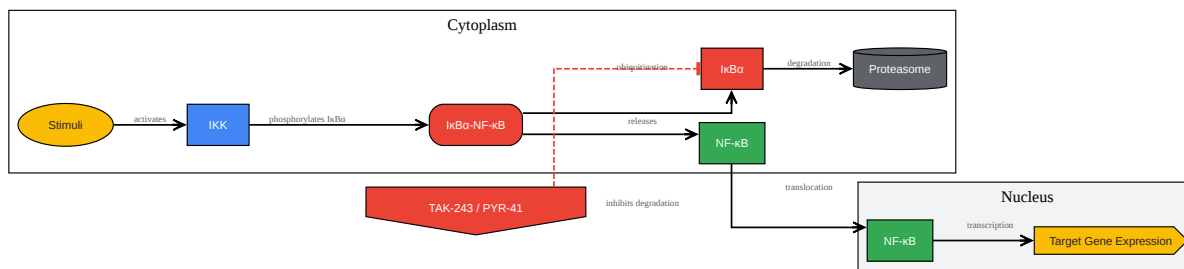 Cytoplasm
ubiquitination
IκBα
degradation
Proteasome
Stimuli
activates
IKK
phosphorylates IκBα
IκBα-NF-κB
releases
NF-κB
TAK-243 / PYR-41
inhibits degradation
translocation
Nucleus
NF-κB
transcription
Target Gene Expression